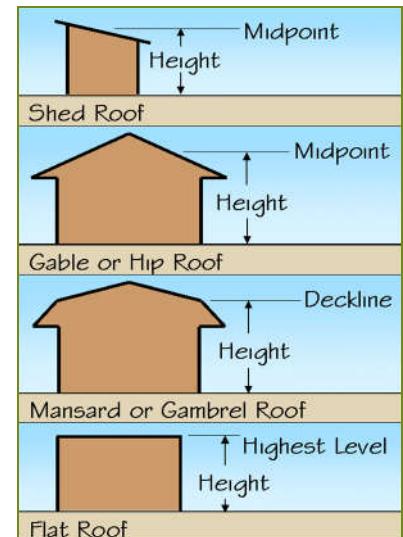 Midpoint
Height
Shed Roof
Midpoint
Height
Gable or Hip Roof
Deckline
Height
Mansard or Gambrel Roof
Highest Level
Height
Flat Roof